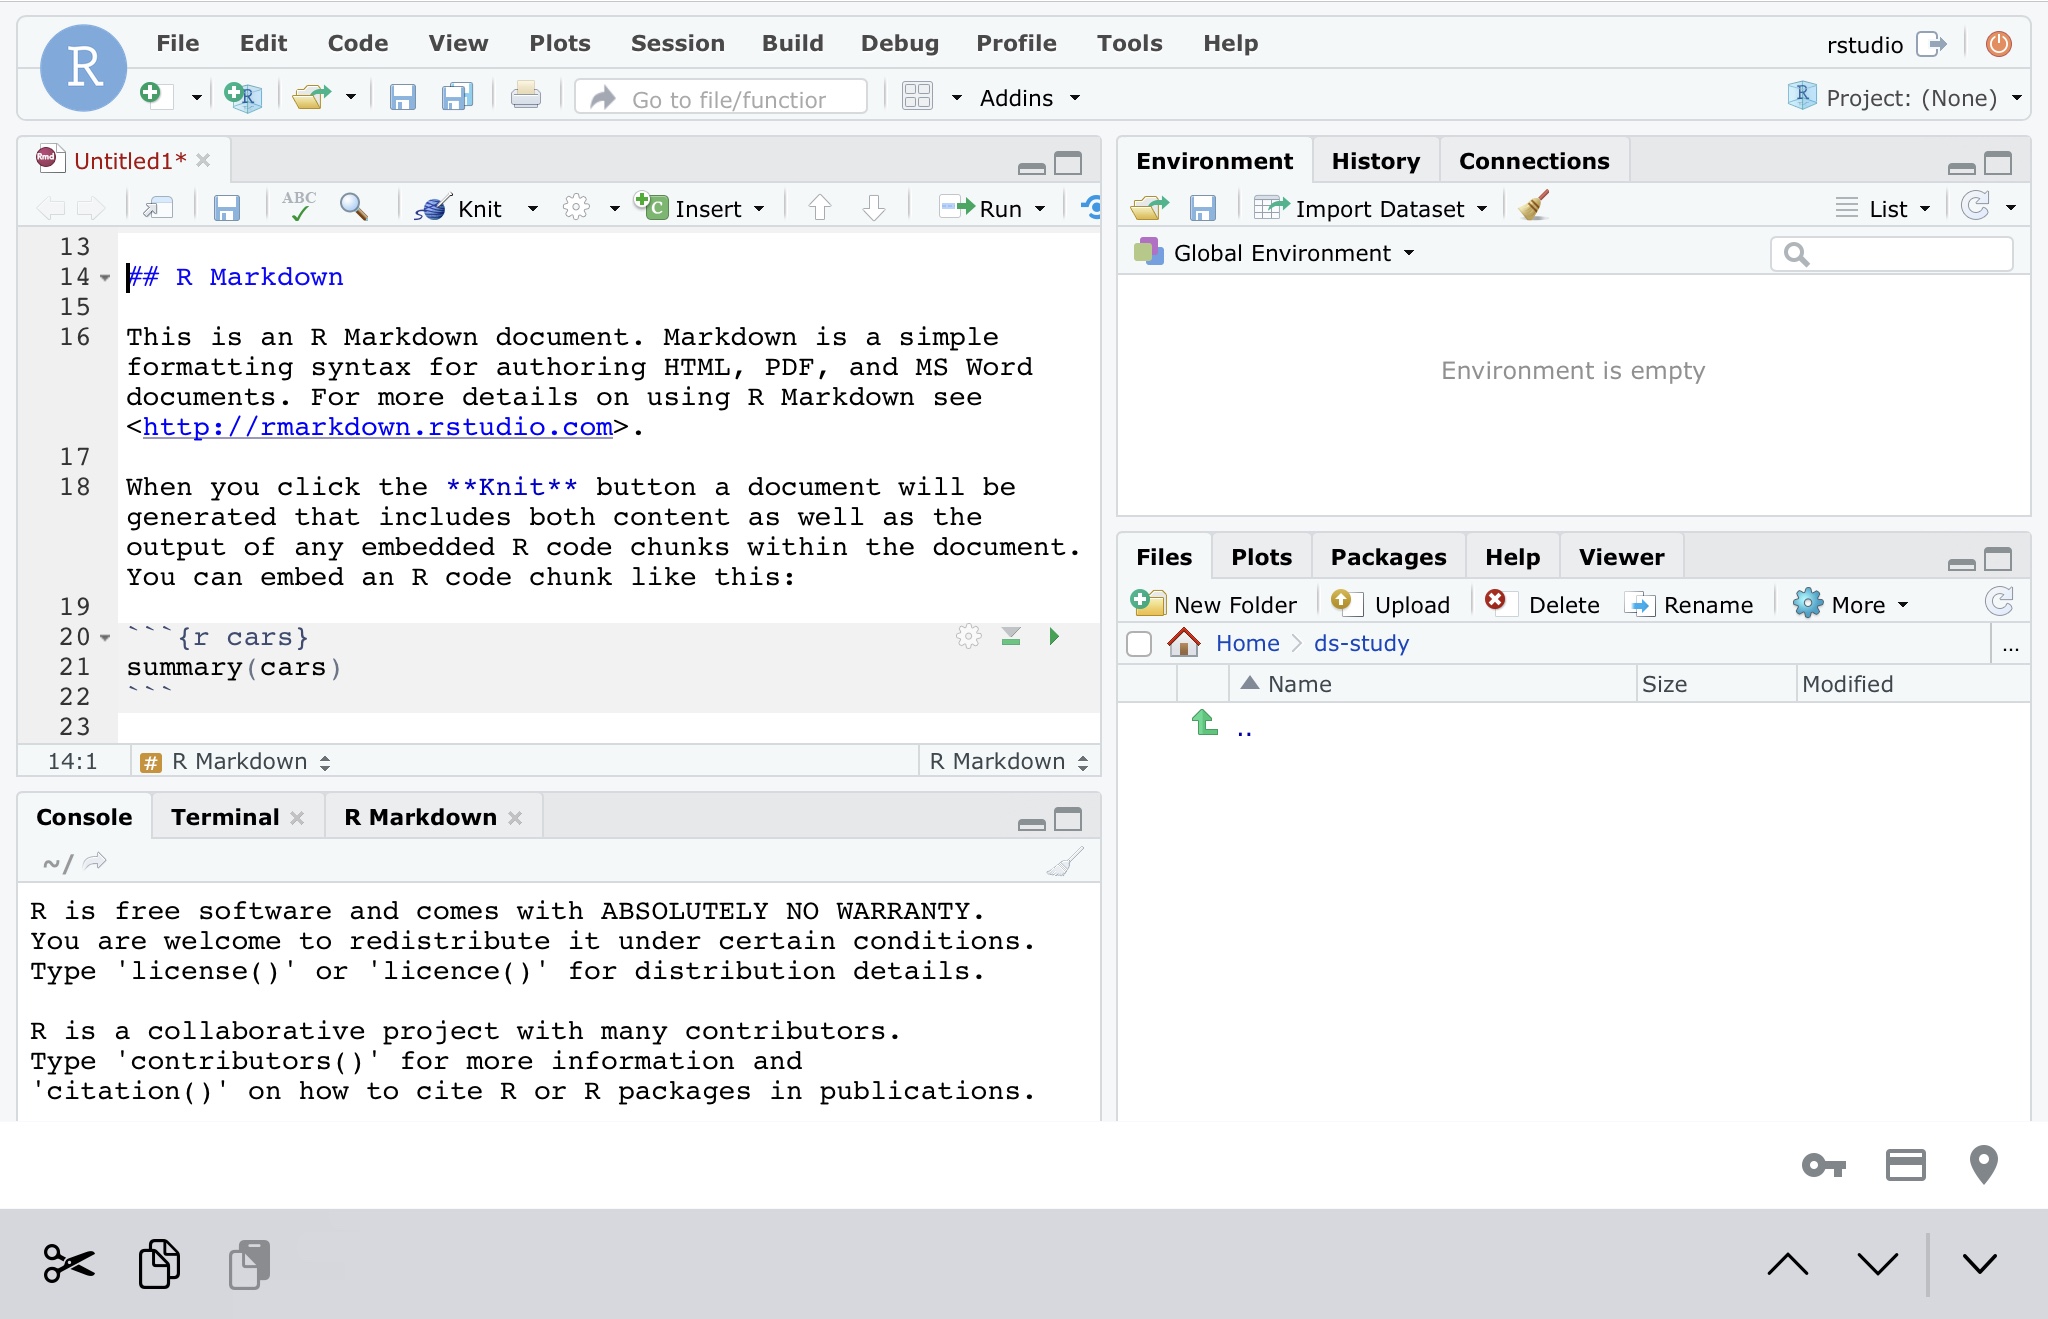 R File Edit Code View Plots Session Build Debug Profile Tools Help rstudio
R Go to file/function Addins R Project: (None)
Rmd Untitled1*
ABC Knit C Insert Run
13
14 ## R Markdown
15
16 This is an R Markdown document. Markdown is a simple
formatting syntax for authoring HTML, PDF, and MS Word
documents. For more details on using R Markdown see
<http://rmarkdown.rstudio.com>.
17
18 When you click the **Knit** button a document will be
generated that includes both content as well as the
output of any embedded R code chunks within the document.
You can embed an R code chunk like this:
19
20 ```{r cars}
21 summary(cars)
22 ```
23
14:1 # R Markdown R Markdown
Console Terminal R Markdown
~/
R is free software and comes with ABSOLUTELY NO WARRANTY.
You are welcome to redistribute it under certain conditions.
Type 'license()' or 'licence()' for distribution details.
R is a collaborative project with many contributors.
Type 'contributors()' for more information and
'citation()' on how to cite R or R packages in publications.
Environment History Connections
Import Dataset List
Global Environment
Environment is empty
Files Plots Packages Help Viewer
New Folder Upload Delete Rename More
Home ds-study ...
Name Size Modified
..